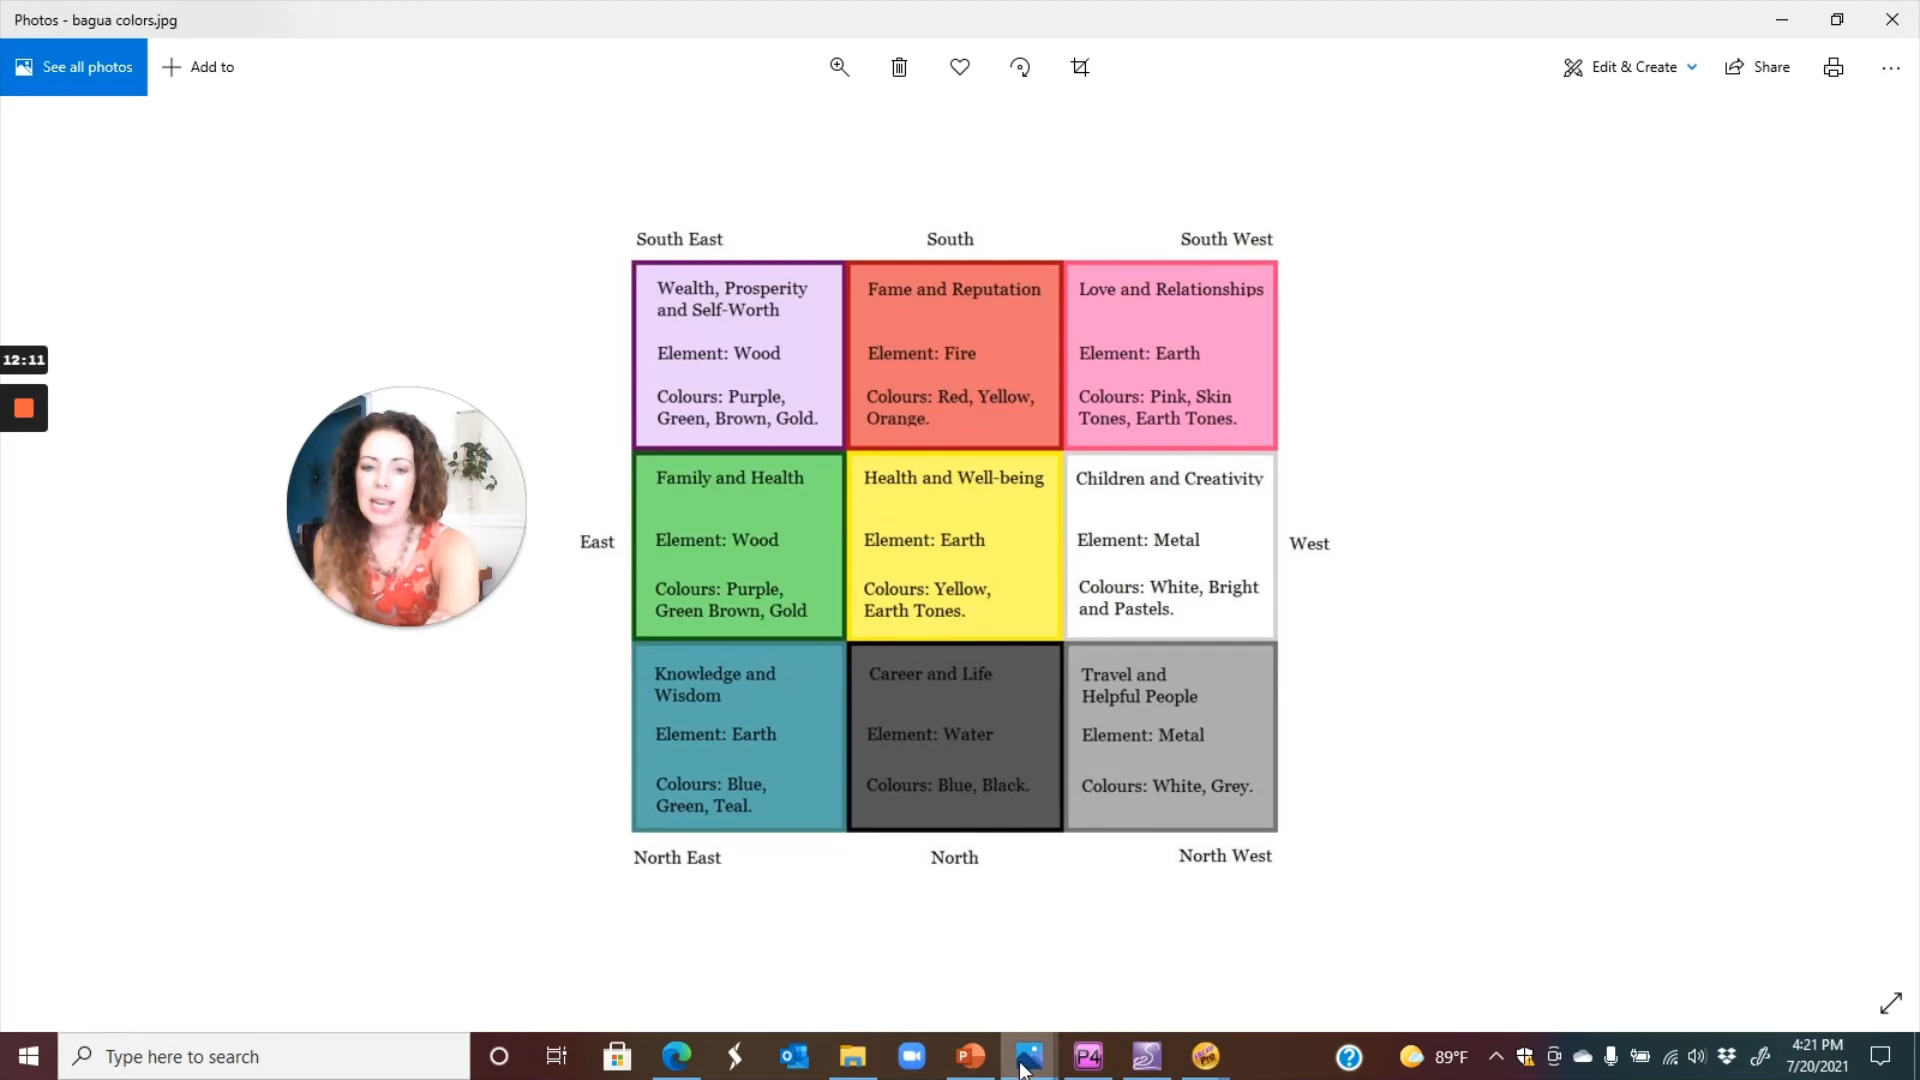 Photos - bagua colors.jpg
See all photos
Add to
Edit & Create
Share
South East
South
South West
Wealth, Prosperity
and Self-Worth
Element: Wood
Colours: Purple,
Green, Brown, Gold.
Fame and Reputation
Element: Fire
Colours: Red, Yellow,
Orange.
Love and Relationships
Element: Earth
Colours: Pink, Skin
Tones, Earth Tones.
12:11
East
Family and Health
Element: Wood
Colours: Purple,
Green Brown, Gold
Health and Well-being
Element: Earth
Colours: Yellow,
Earth Tones.
Children and Creativity
Element: Metal
Colours: White, Bright
and Pastels.
West
Knowledge and
Wisdom
Element: Earth
Colours: Blue,
Green, Teal.
Career and Life
Element: Water
Colours: Blue, Black.
Travel and
Helpful People
Element: Metal
Colours: White, Grey.
North East
North
North West
Type here to search
P4
89°F
4:21 PM
7/20/2021